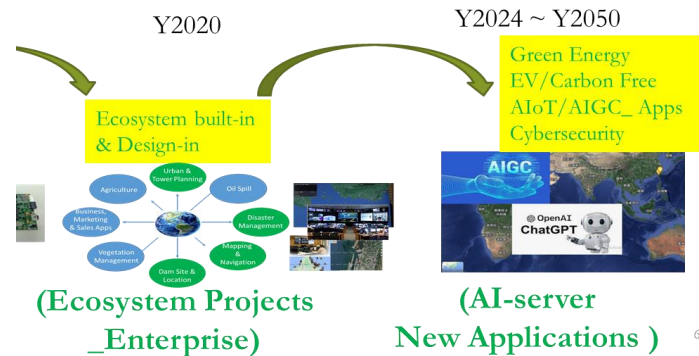 Y2020
Y2024 ~ Y2050
Ecosystem built-in
& Design-in
Green Energy
EV/Carbon Free
AIoT/AIGC_ Apps
Cybersecurity
Urban &
Tower Planning
Agriculture
Oil Spill
Business,
Marketing
& Sales Apps
Disaster
Management
Vegetation
Management
Mapping
&
Navigation
Dam Site &
Location
AIGC
OpenAI
ChatGPT
(Ecosystem Projects
_Enterprise)
(AI-server
New Applications )
6